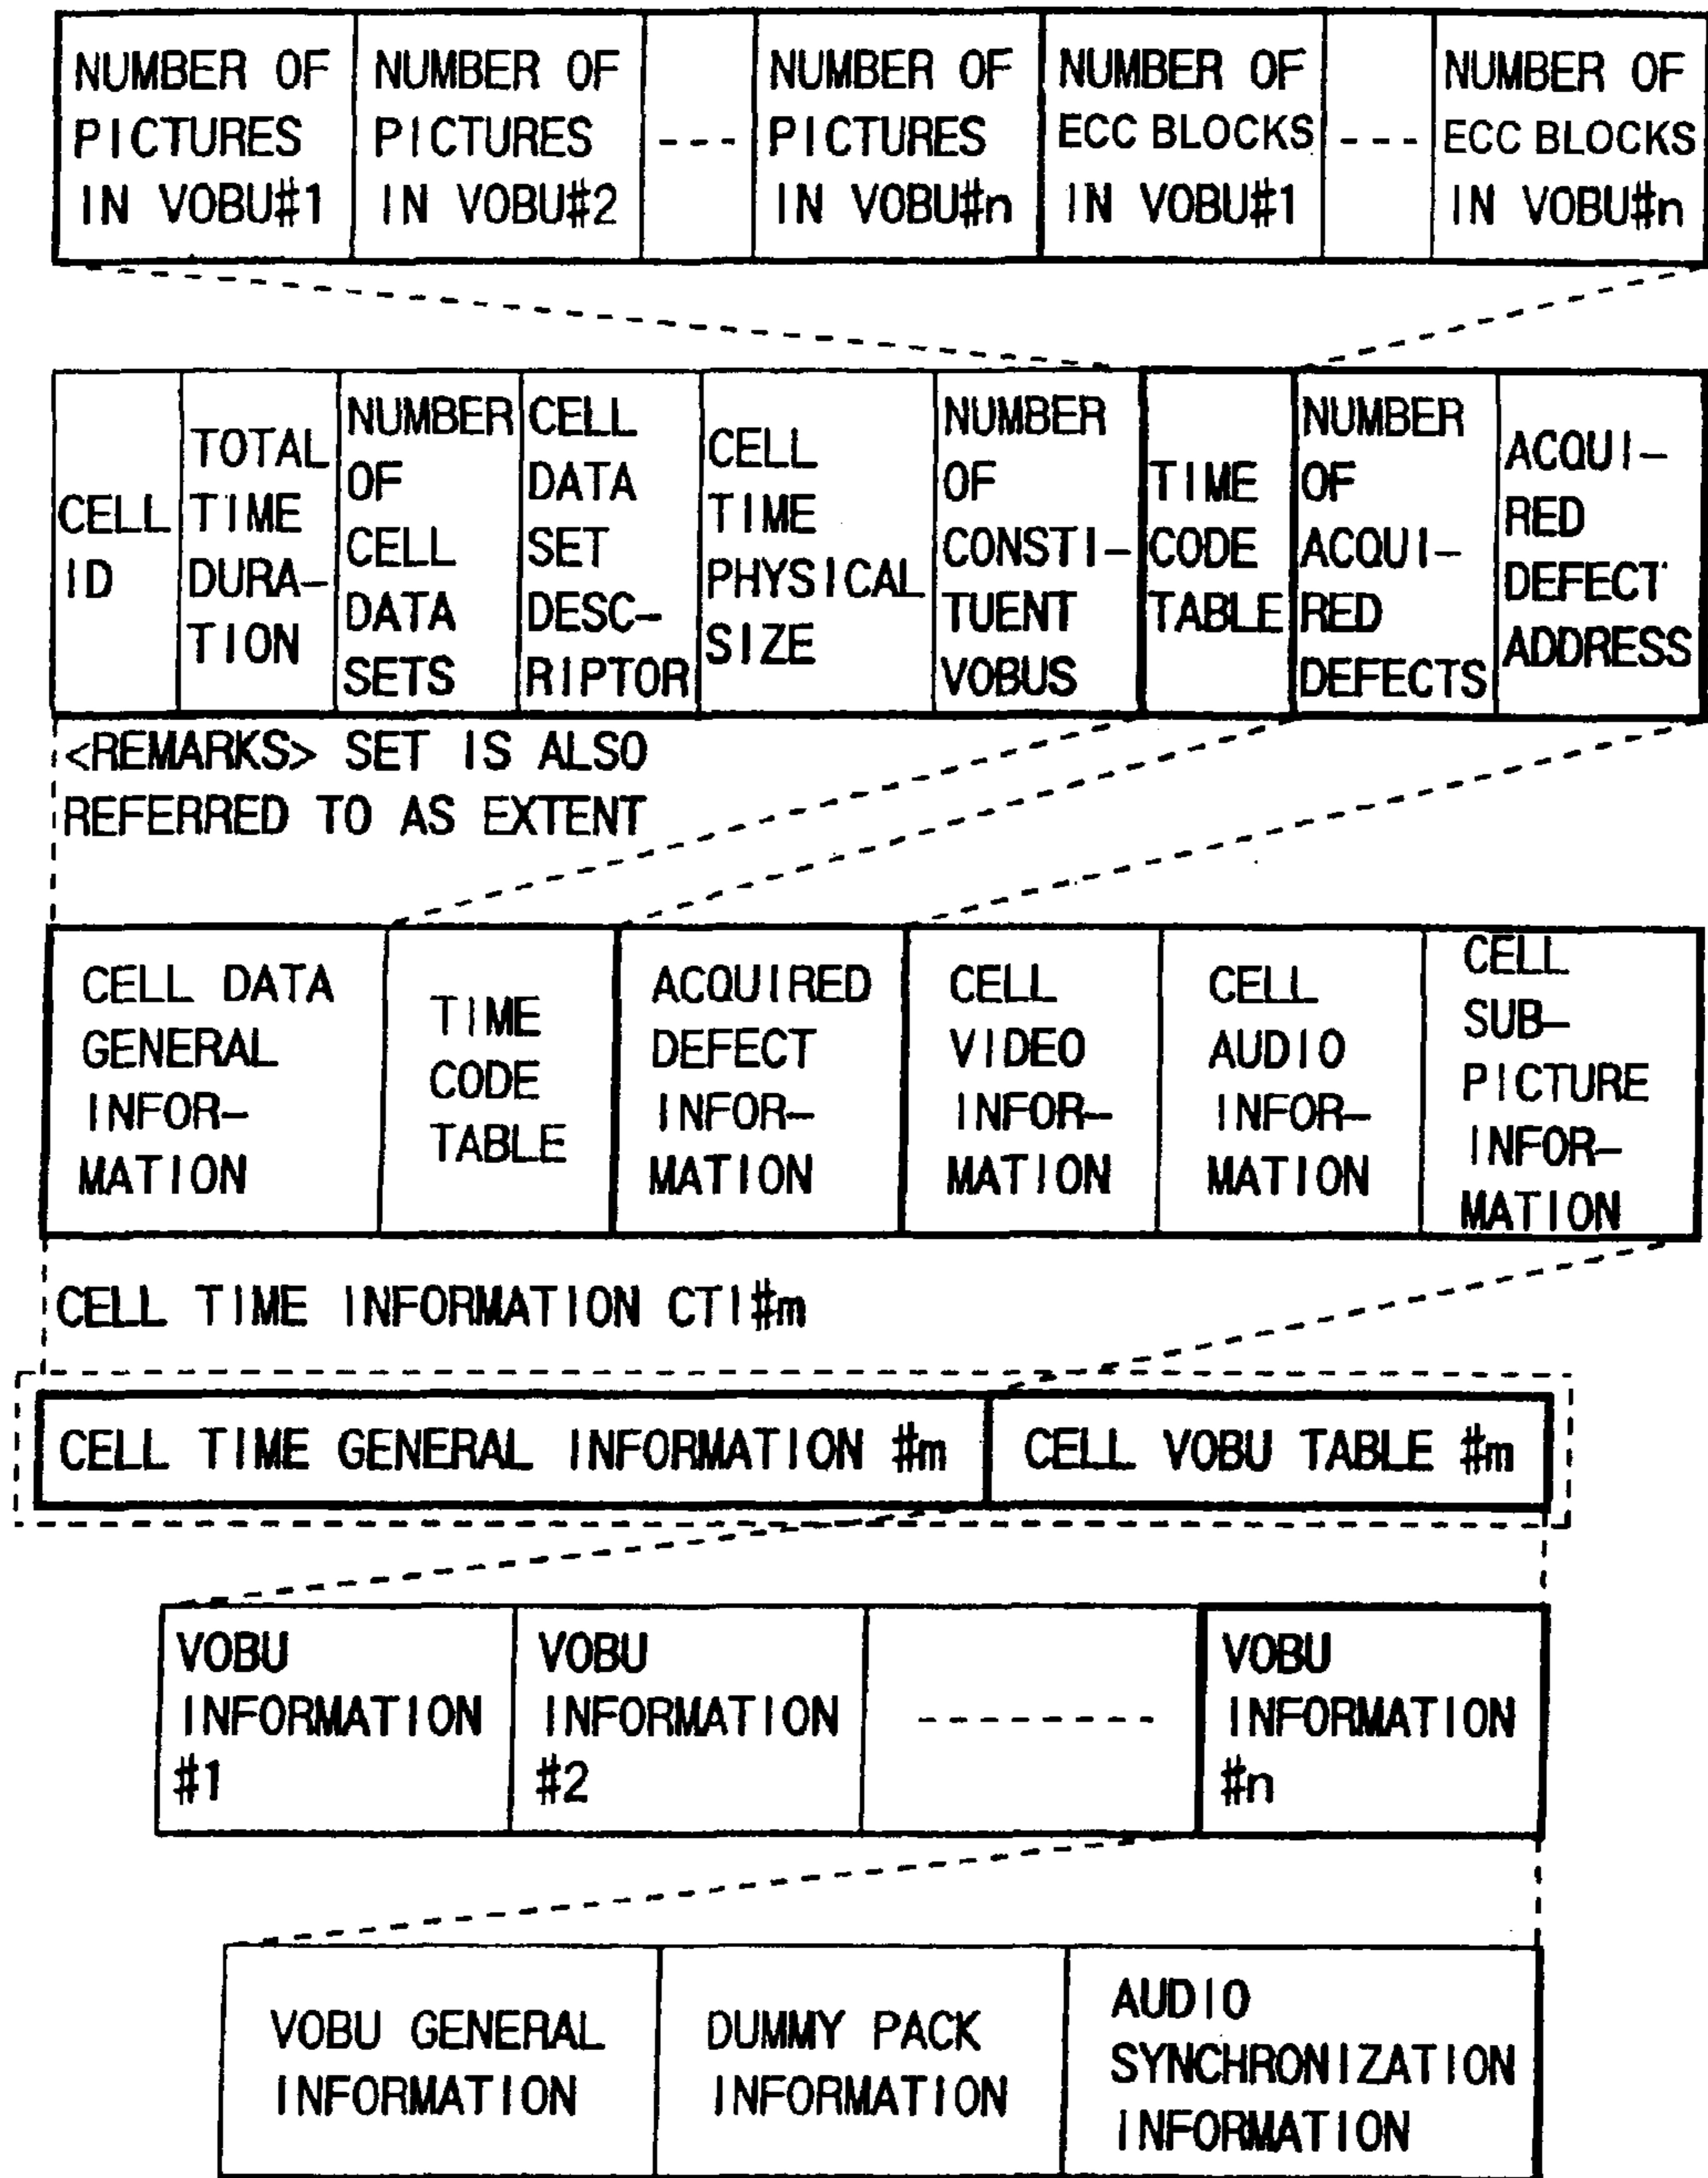 NUMBER OF
PICTURES
IN VOBU#1
NUMBER OF
PICTURES
IN VOBU#2
---
NUMBER OF
PICTURES
IN VOBU#n
NUMBER OF
ECC BLOCKS
IN VOBU#1
---
NUMBER OF
ECC BLOCKS
IN VOBU#n
CELL
ID
TOTAL
TIME
DURA-
TION
NUMBER
OF
CELL
DATA
SETS
CELL
DATA
SET
DESC-
RIPTOR
CELL
TIME
PHYSICAL
SIZE
NUMBER
OF
CONSTI-
TUENT
VOBUS
TIME
CODE
TABLE
NUMBER
OF
ACQUI-
RED
DEFECTS
ACQUI-
RED
DEFECT
ADDRESS
<REMARKS> SET IS ALSO
REFERRED TO AS EXTENT
CELL DATA
GENERAL
INFOR-
MATION
TIME
CODE
TABLE
ACQUIRED
DEFECT
INFOR-
MATION
CELL
VIDEO
INFOR-
MATION
CELL
AUDIO
INFOR-
MATION
CELL
SUB-
PICTURE
INFOR-
MATION
CELL TIME INFORMATION CTI#m
CELL TIME GENERAL INFORMATION #m
CELL VOBU TABLE #m
VOBU
INFORMATION
#1
VOBU
INFORMATION
#2
--------
VOBU
INFORMATION
#n
VOBU GENERAL
INFORMATION
DUMMY PACK
INFORMATION
AUDIO
SYNCHRONIZATION
INFORMATION